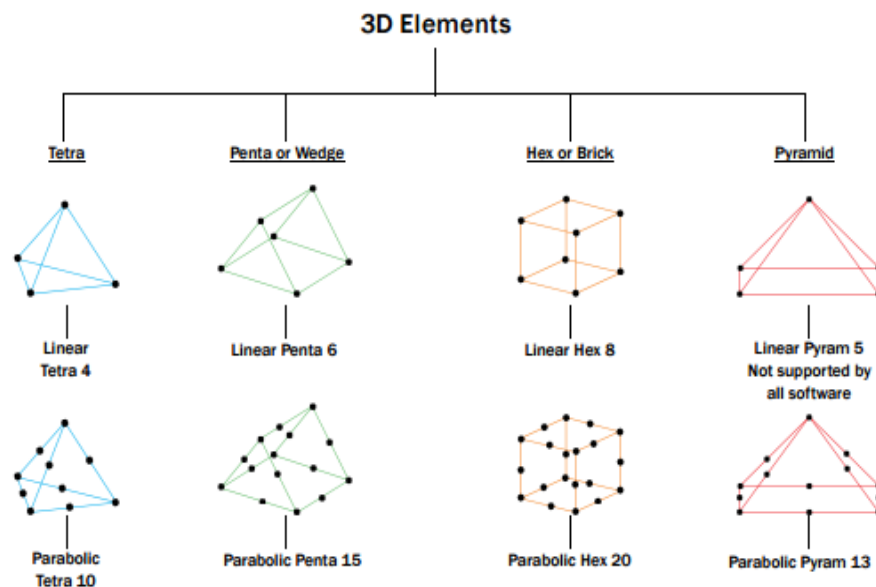 3D Elements
Tetra
Penta or Wedge
Hex or Brick
Pyramid
Linear
Tetra 4
Linear Penta 6
Linear Hex 8
Linear Pyram 5
Not supported by
all software
Parabolic
Tetra 10
Parabolic Penta 15
Parabolic Hex 20
Parabolic Pyram 13